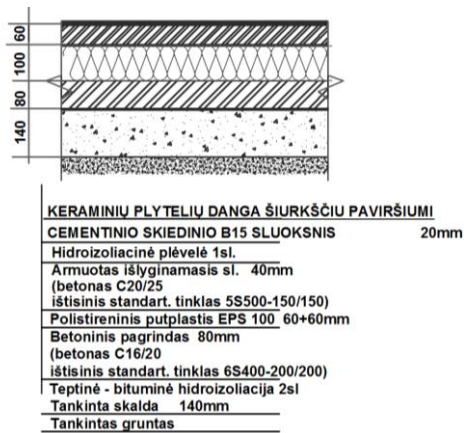 60
100
80
140
KERAMINIŲ PLYTELIŲ DANGA ŠIURKŠČIU PAVIRŠIUMI
CEMENTINIO SKIEDINIO B15 SLUOKSNIS 20mm
Hidroizoliacinė plėvelė 1sl.
Armuotas išlyginamasis sl. 40mm
(betonas C20/25
ištisinis standart. tinklas 5S500-150/150)
Polistireninis putplastis EPS 100 60+60mm
Betoninis pagrindas 80mm
(betonas C16/20
ištisinis standart. tinklas 6S400-200/200)
Teptinė - bituminė hidroizoliacija 2sl
Tankinta skalda 140mm
Tankintas gruntas